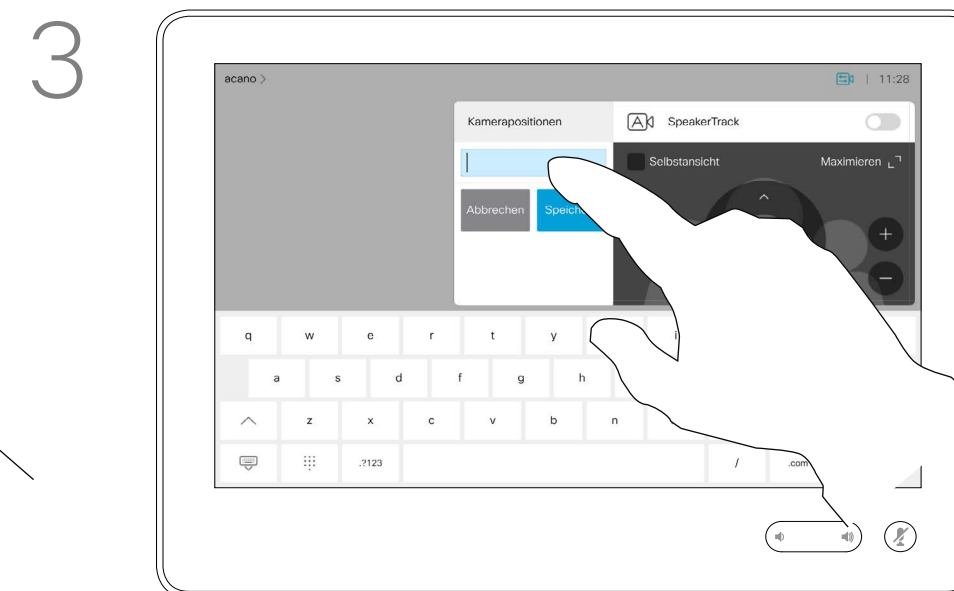 3
acano >
11:28
Kamerapositionen
SpeakerTrack
Selbstansicht
Maximieren
Abbrechen
q w e r t y i
a s d f g h
z x c v b n
.?123 / .com